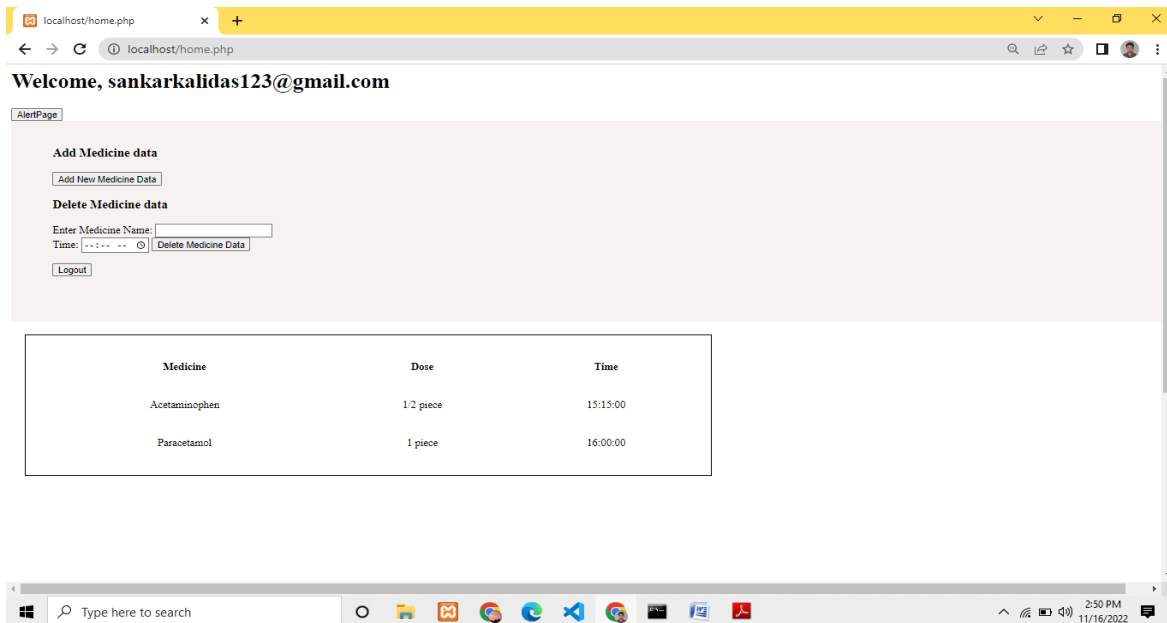 localhost/home.php
localhost/home.php
Welcome, sankarkalidas123@gmail.com
AlertPage
Add Medicine data
Add New Medicine Data
Delete Medicine data
Enter Medicine Name:
Time: --:-- -- Delete Medicine Data
Logout
Medicine Dose Time
Acetaminophen 1/2 piece 15:15:00
Paracetamol 1 piece 16:00:00
Type here to search
2:50 PM
11/16/2022